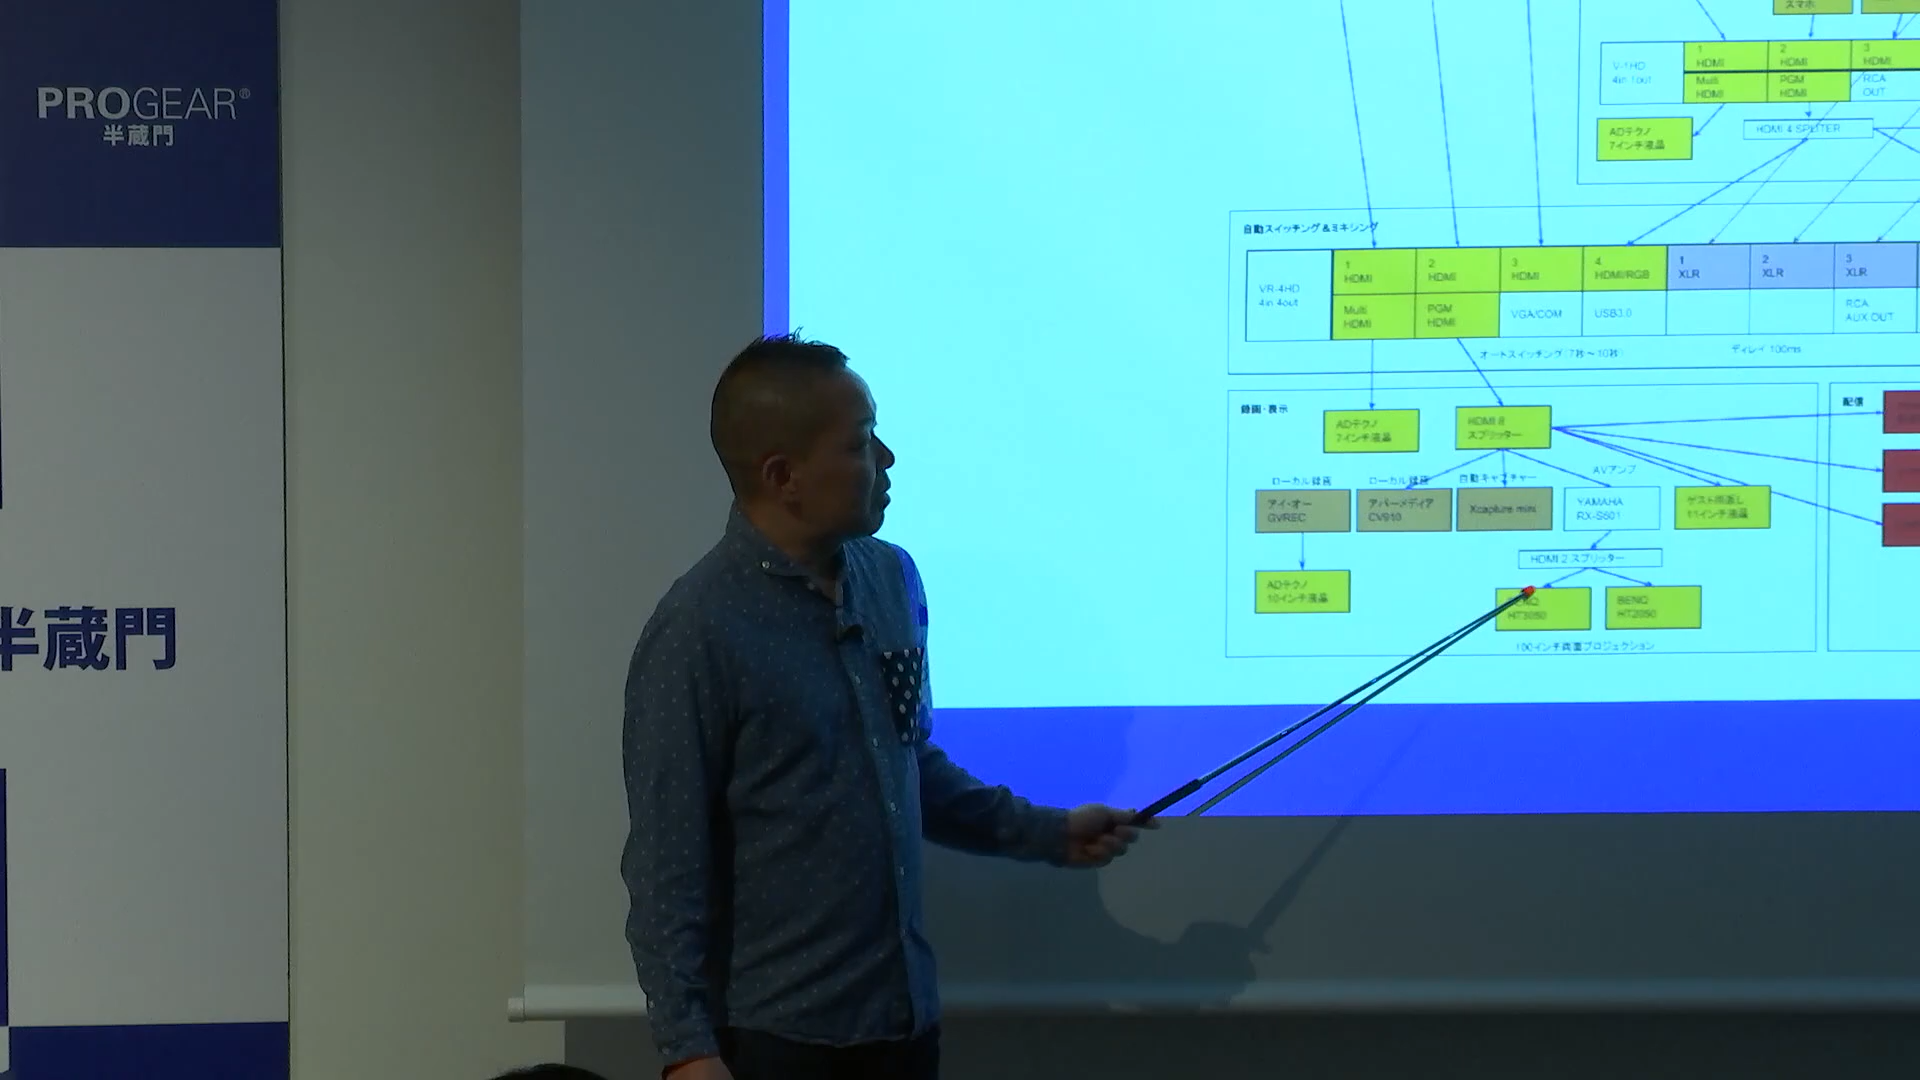 PROGEAR®
半蔵門
半蔵門
スマホ
V-1HD
4in 1out
1
HDMI
2
HDMI
3
HDMI
Multi
HDMI
PGM
HDMI
RCA
OUT
ADテクノ
7インチ液晶
HDMI 4 SPLITER
自動スイッチング&ミキシング
VR-4HD
4in 4out
1
HDMI
2
HDMI
3
HDMI
4
HDMI/RGB
1
XLR
2
XLR
3
XLR
Multi
HDMI
PGM
HDMI
VGA/COM
USB3.0
RCA
AUX OUT
オートスイッチング(7秒~10秒)
ディレイ 100ms
録画・表示
配信
ADテクノ
7インチ液晶
HDMI 8
スプリッター
ローカル録画
ローカル録画
自動キャプチャー
AVアンプ
アイ・オー
GVREC
アバーメディア
CV910
Xcapture mini
YAMAHA
RX-S601
ゲスト用返し
11インチ液晶
HDMI 2 スプリッター
ADテクノ
10インチ液晶
BENQ
HT3050
BENQ
HT2050
100インチ両面プロジェクション